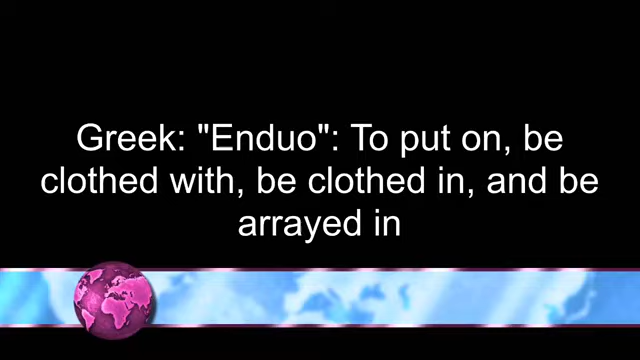 Greek: "Enduo": To put on, be
clothed with, be clothed in, and be
arrayed in